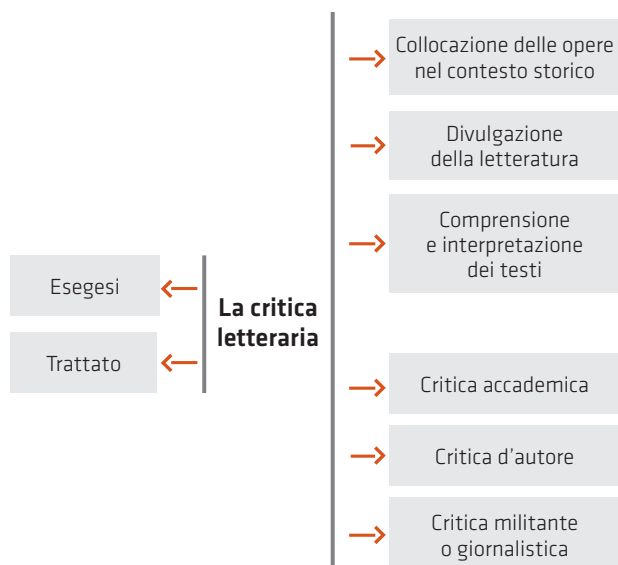 Collocazione delle opere
nel contesto storico
Divulgazione
della letteratura
Comprensione
e interpretazione
dei testi
Esegesi
Trattato
La critica
letteraria
Critica accademica
Critica d'autore
Critica militante
o giornalistica